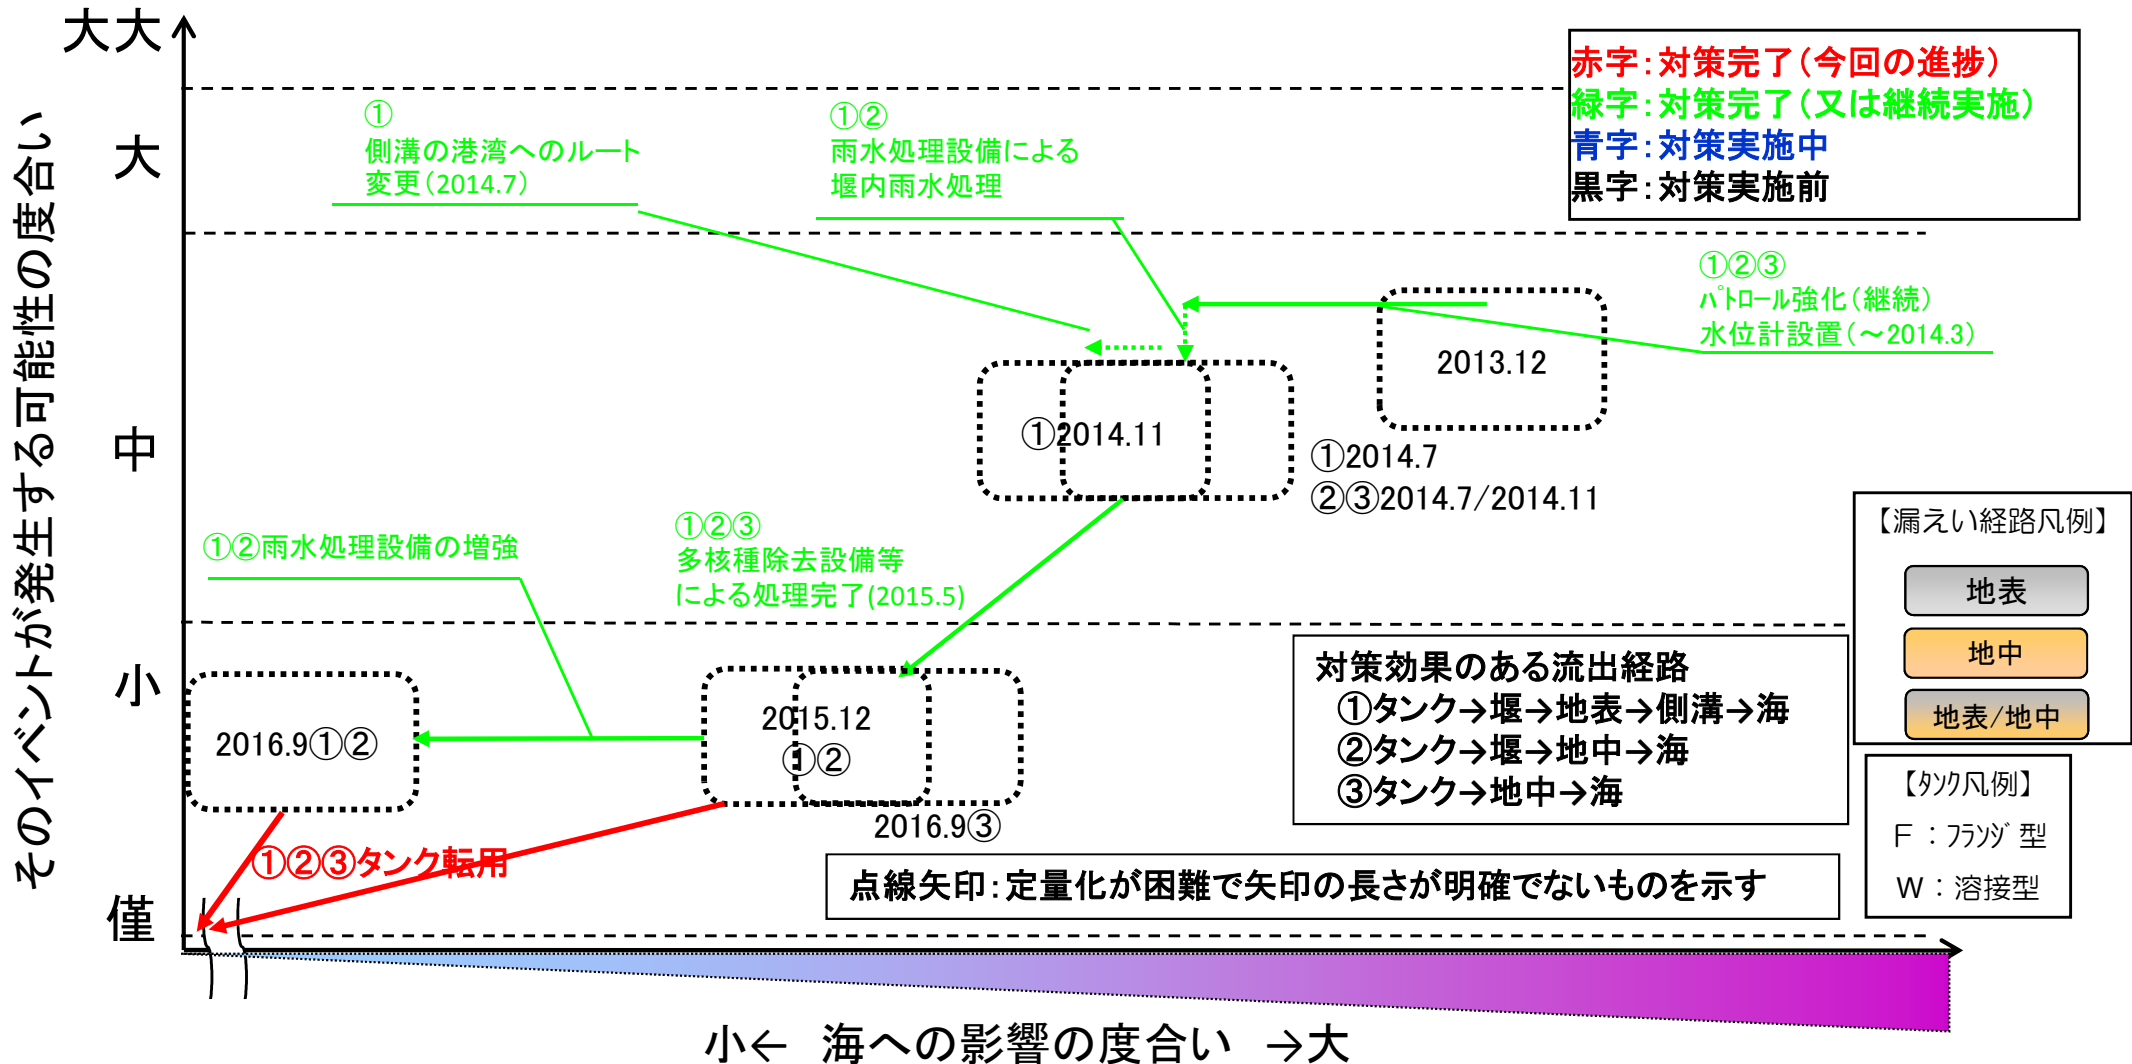 そのイベントが発生する可能性の度合い
大大
大
中
小
僅
赤字：対策完了（今回の進捗）
緑字：対策完了（又は継続実施）
青字：対策実施中
黒字：対策実施前
①
側溝の港湾へのルート
変更（2014.7）
①②
雨水処理設備による
堰内雨水処理
①②③
ﾊﾟﾄﾛｰﾙ強化（継続）
水位計設置（～2014.3）
2013.12
①2014.11
①2014.7
②③2014.7/2014.11
①②雨水処理設備の増強
①②③
多核種除去設備等
による処理完了(2015.5)
【漏えい経路凡例】
地表
地中
地表/地中
対策効果のある流出経路
①タンク→堰→地表→側溝→海
②タンク→堰→地中→海
③タンク→地中→海
2016.9①②
2015.12
①②
2016.9③
①②③タンク転用
点線矢印：定量化が困難で矢印の長さが明確でないものを示す
【ﾀﾝｸ凡例】
Ｆ：ﾌﾗﾝｼﾞ型
Ｗ：溶接型
小← 海への影響の度合い →大